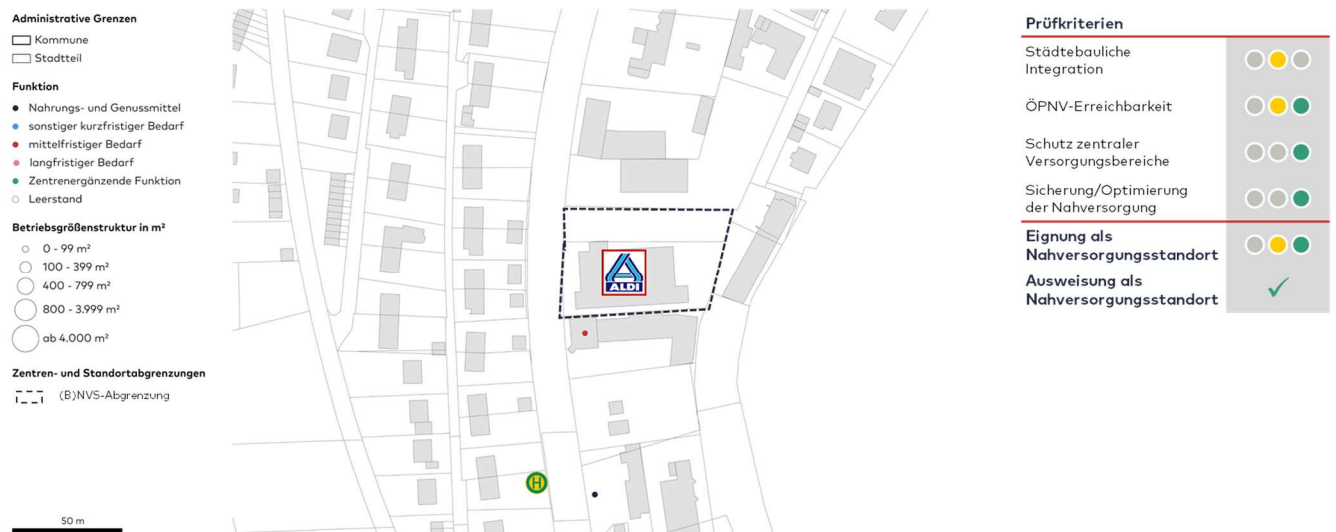 Administrative Grenzen
Kommune
Stadtteil
Funktion
Nahrungs- und Genussmittel
sonstiger kurzfristiger Bedarf
mittelfristiger Bedarf
langfristiger Bedarf
Zentrenergänzende Funktion
Leerstand
Betriebsgrößenstruktur in m²
0 - 99 m²
100 - 399 m²
400 - 799 m²
800 - 3.999 m²
ab 4.000 m²
Zentren- und Standortabgrenzungen
(B)NVS-Abgrenzung
50 m
ALDI
H
Prüfkriterien
Städtebauliche
Integration
ÖPNV-Erreichbarkeit
Schutz zentraler
Versorgungsbereiche
Sicherung/Optimierung
der Nahversorgung
Eignung als
Nahversorgungsstandort
Ausweisung als
Nahversorgungsstandort